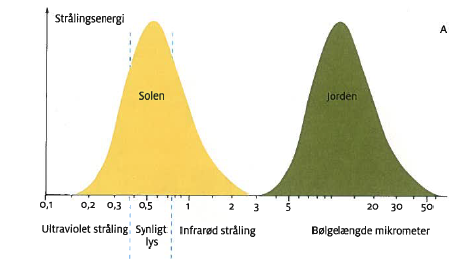 Strålingsenergi
A
Solen
Jorden
0,1 0,2 0,3 0,5 1 2 3 5 20 30 50
Ultraviolet stråling Synligt lys Infrarød stråling Bølgelængde mikrometer